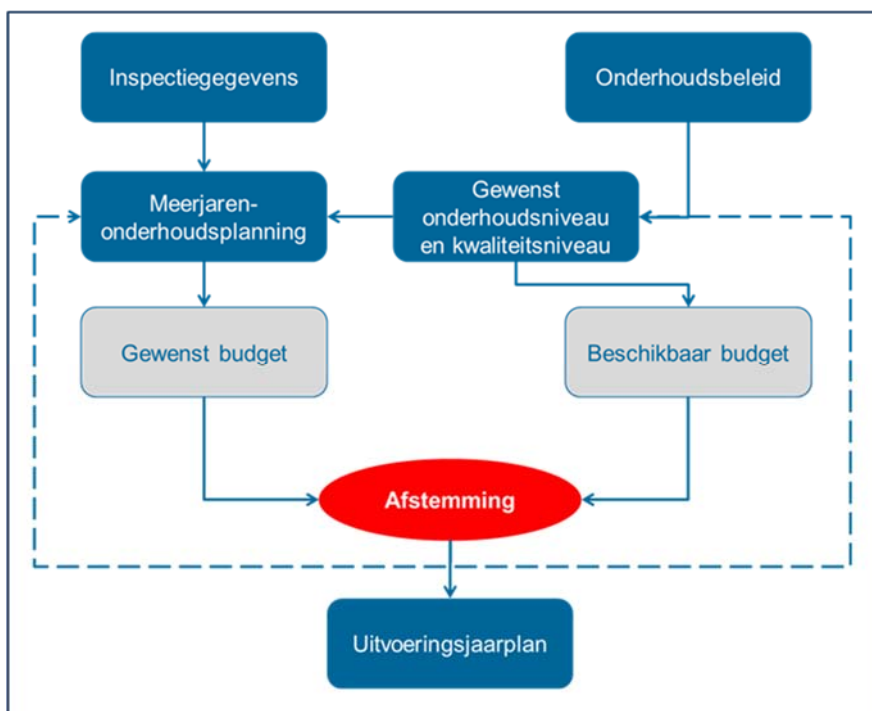 Inspectiegegevens
Onderhoudsbeleid
Meerjaren-
onderhoudsplanning
Gewenst
onderhoudsniveau
en kwaliteitsniveau
Gewenst budget
Beschikbaar budget
Afstemming
Uitvoeringsjaarplan